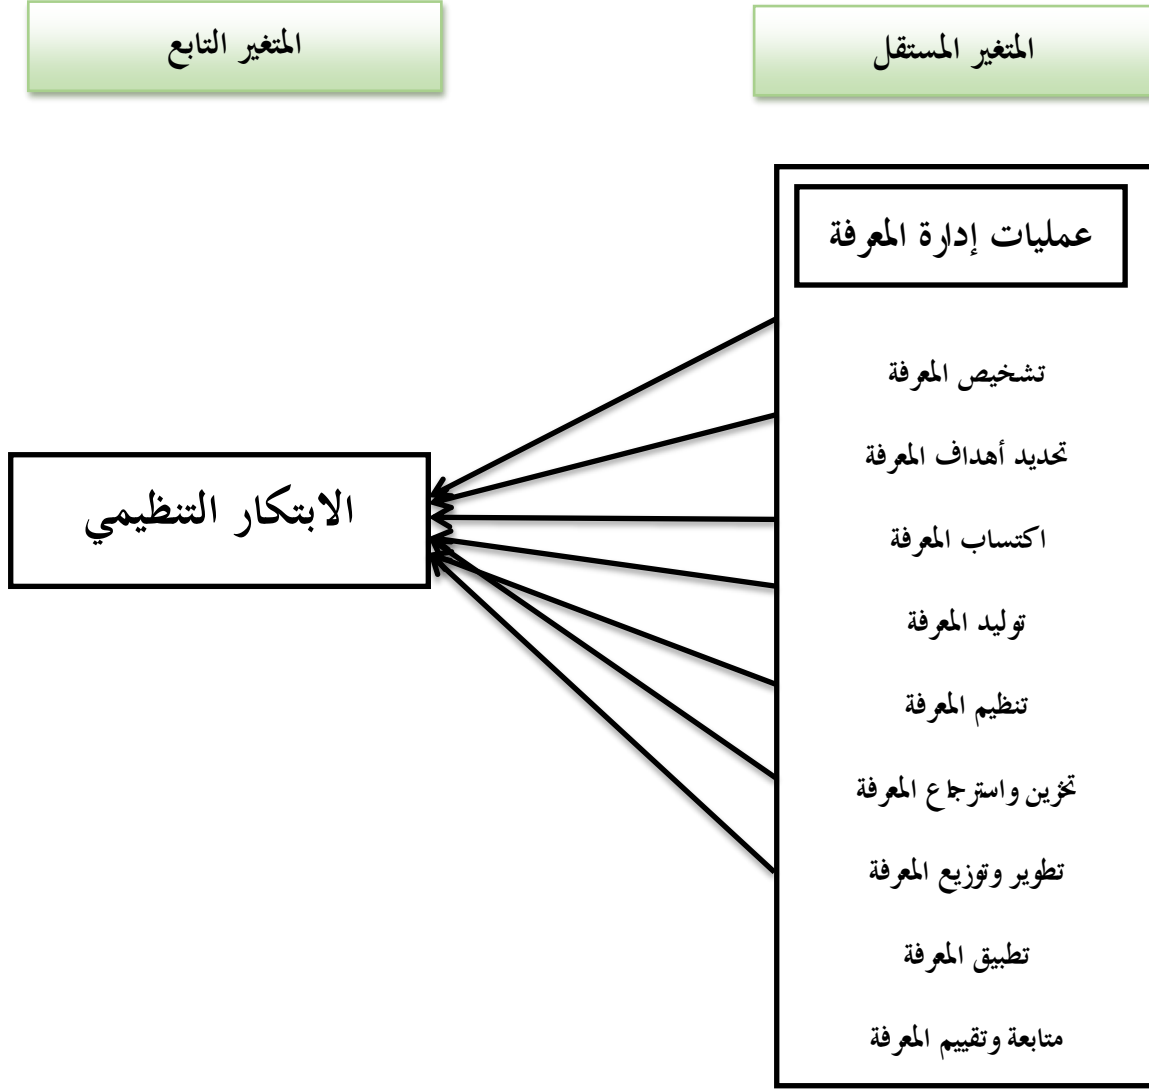 المتغير المستقل
المتغير التابع
عمليات إدارة المعرفة
تشخيص المعرفة
تحديد أهداف المعرفة
اكتساب المعرفة
توليد المعرفة
تنظيم المعرفة
تخزين واسترجاع المعرفة
تطوير وتوزيع المعرفة
تطبيق المعرفة
متابعة وتقييم المعرفة
الابتكار التنظيمي